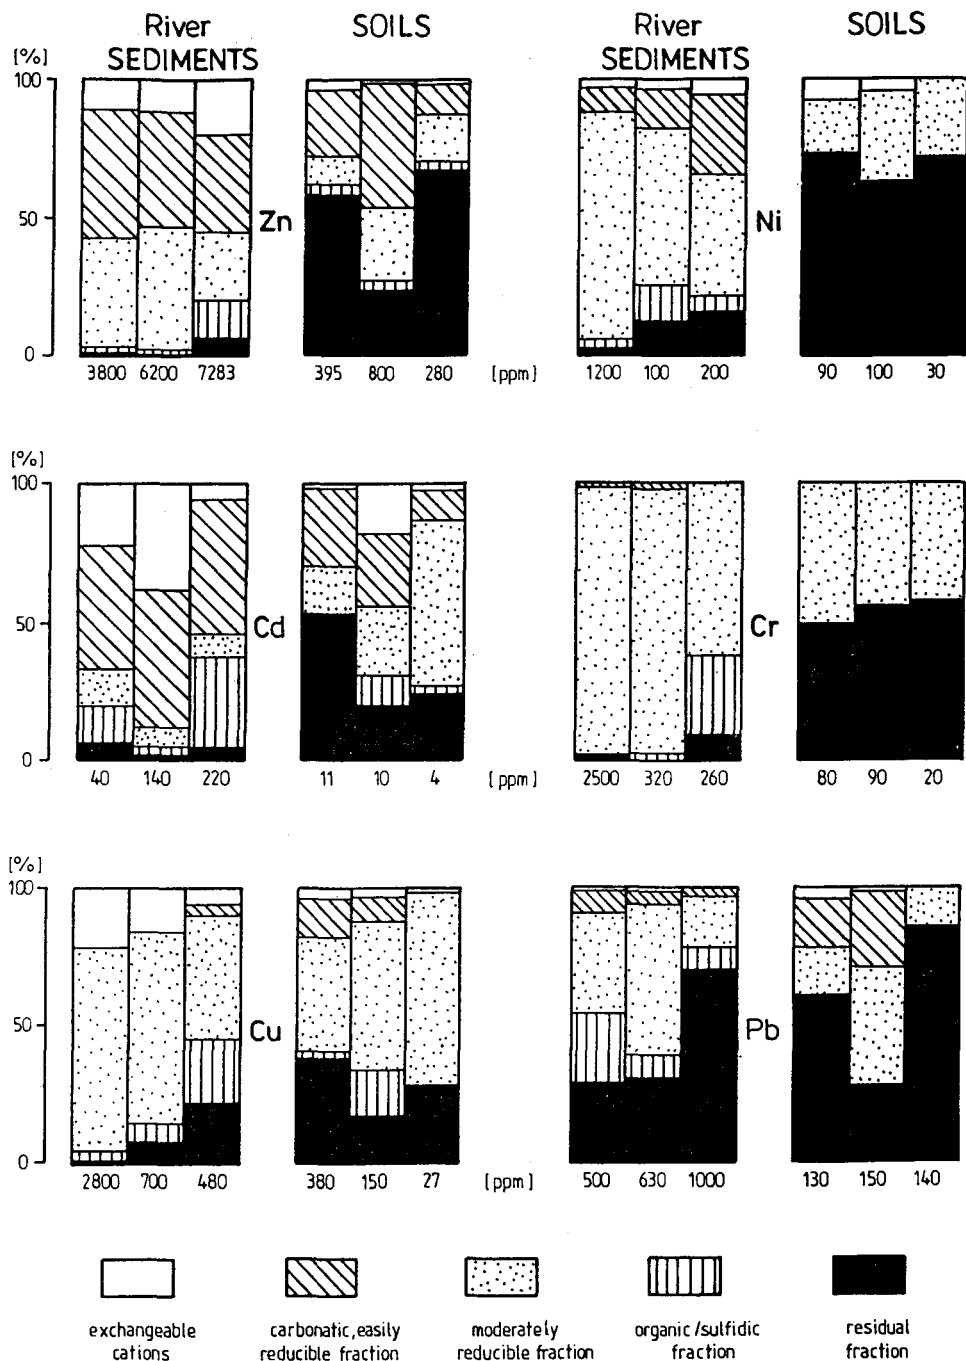 River SEDIMENTS
SOILS
River SEDIMENTS
SOILS
[%]
100
50
0
Zn
Ni
3800 6200 7283
395 800 280
[ppm]
1200 100 200
90 100 30
[%]
100
50
0
Cd
Cr
40 140 220
11 10 4
[ppm]
2500 320 260
80 90 20
[%]
100
50
0
Cu
Pb
2800 700 480
380 150 27
[ppm]
500 630 1000
130 150 140
exchangeable
cations
carbonatic, easily
reducible fraction
moderately
reducible fraction
organic/sulfidic
fraction
residual
fraction